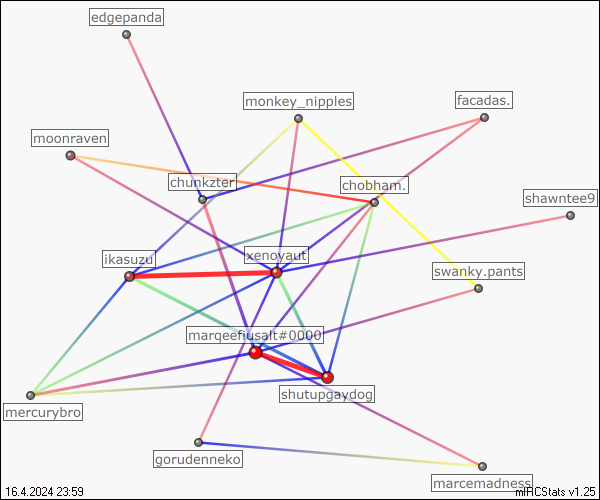 edgepanda
monkey_nipples
facadas.
moonraven
chunkzter
chobham.
shawntee9
ikasuzu
xenoyaut
swanky.pants
marqeefiusalt#0000
shutupgaydog
mercurybro
gorudenneko
marcemadness
16.4.2024 23:59
mIRCStats v1.25